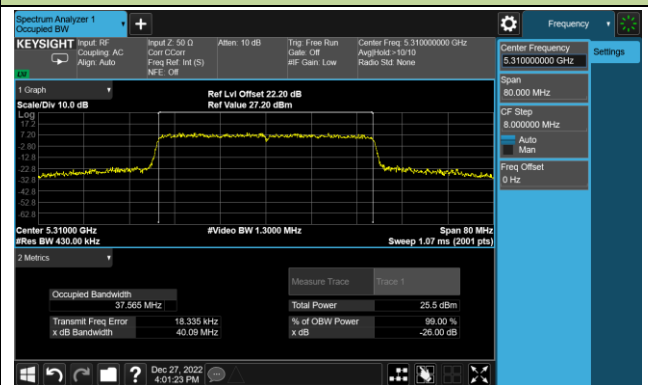 Spectrum Analyzer 1
Occupied BW
+
Frequency
KEYSIGHT
Input: RF
Coupling: AC
Align: Auto
Input Z: 50 Ω
Corr CCorr
Freq Ref: Int (S)
NFE: Off
Atten: 10 dB
Trig: Free Run
Gate: Off
#IF Gain: Low
Center Freq: 5.310000000 GHz
Avg|Hold:>10/10
Radio Std: None
Center Frequency
5.310000000 GHz
Settings
Span
80.000 MHz
CF Step
8.000000 MHz
Auto
Man
Freq Offset
0 Hz
1 Graph
Scale/Div 10.0 dB
Ref Lvl Offset 22.20 dB
Ref Value 27.20 dBm
Log
17.2
7.20
-2.80
-12.8
-22.8
-32.8
-42.8
-52.8
-62.8
Center 5.31000 GHz
#Res BW 430.00 kHz
#Video BW 1.3000 MHz
Span 80 MHz
Sweep 1.07 ms (2001 pts)
2 Metrics
Measure Trace
Trace 1
Occupied Bandwidth
37.565 MHz
Total Power
25.5 dBm
Transmit Freq Error
18.335 kHz
% of OBW Power
99.00 %
x dB Bandwidth
40.09 MHz
x dB
-26.00 dB
?
Dec 27, 2022
4:01:23 PM